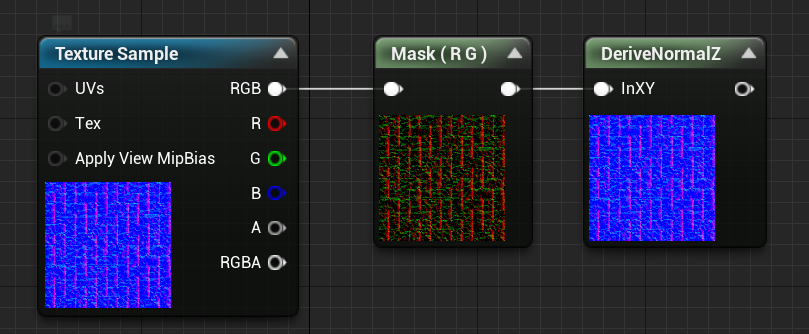 Texture Sample
UVs
RGB
Tex
R
Apply View MipBias
G
B
A
RGBA
Mask ( R G )
DeriveNormalZ
InXY